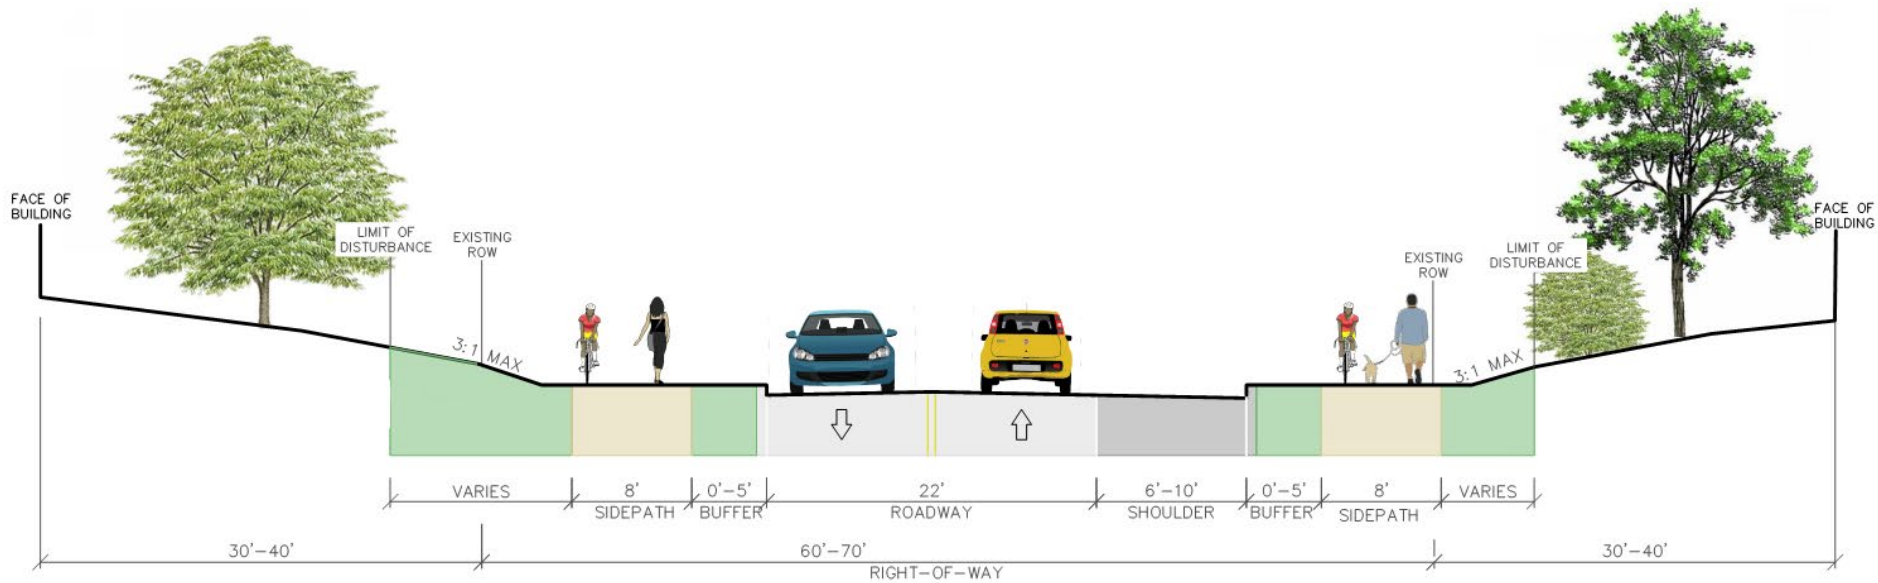 FACE OF
BUILDING
LIMIT OF
DISTURBANCE
EXISTING
ROW
3:1 MAX
EXISTING
ROW
LIMIT OF
DISTURBANCE
FACE OF
BUILDING
3:1 MAX
VARIES
8'
SIDEPATH
0'-5'
BUFFER
22'
ROADWAY
6'-10'
SHOULDER
0'-5'
BUFFER
8'
SIDEPATH
VARIES
30'-40'
60'-70'
RIGHT-OF-WAY
30'-40'